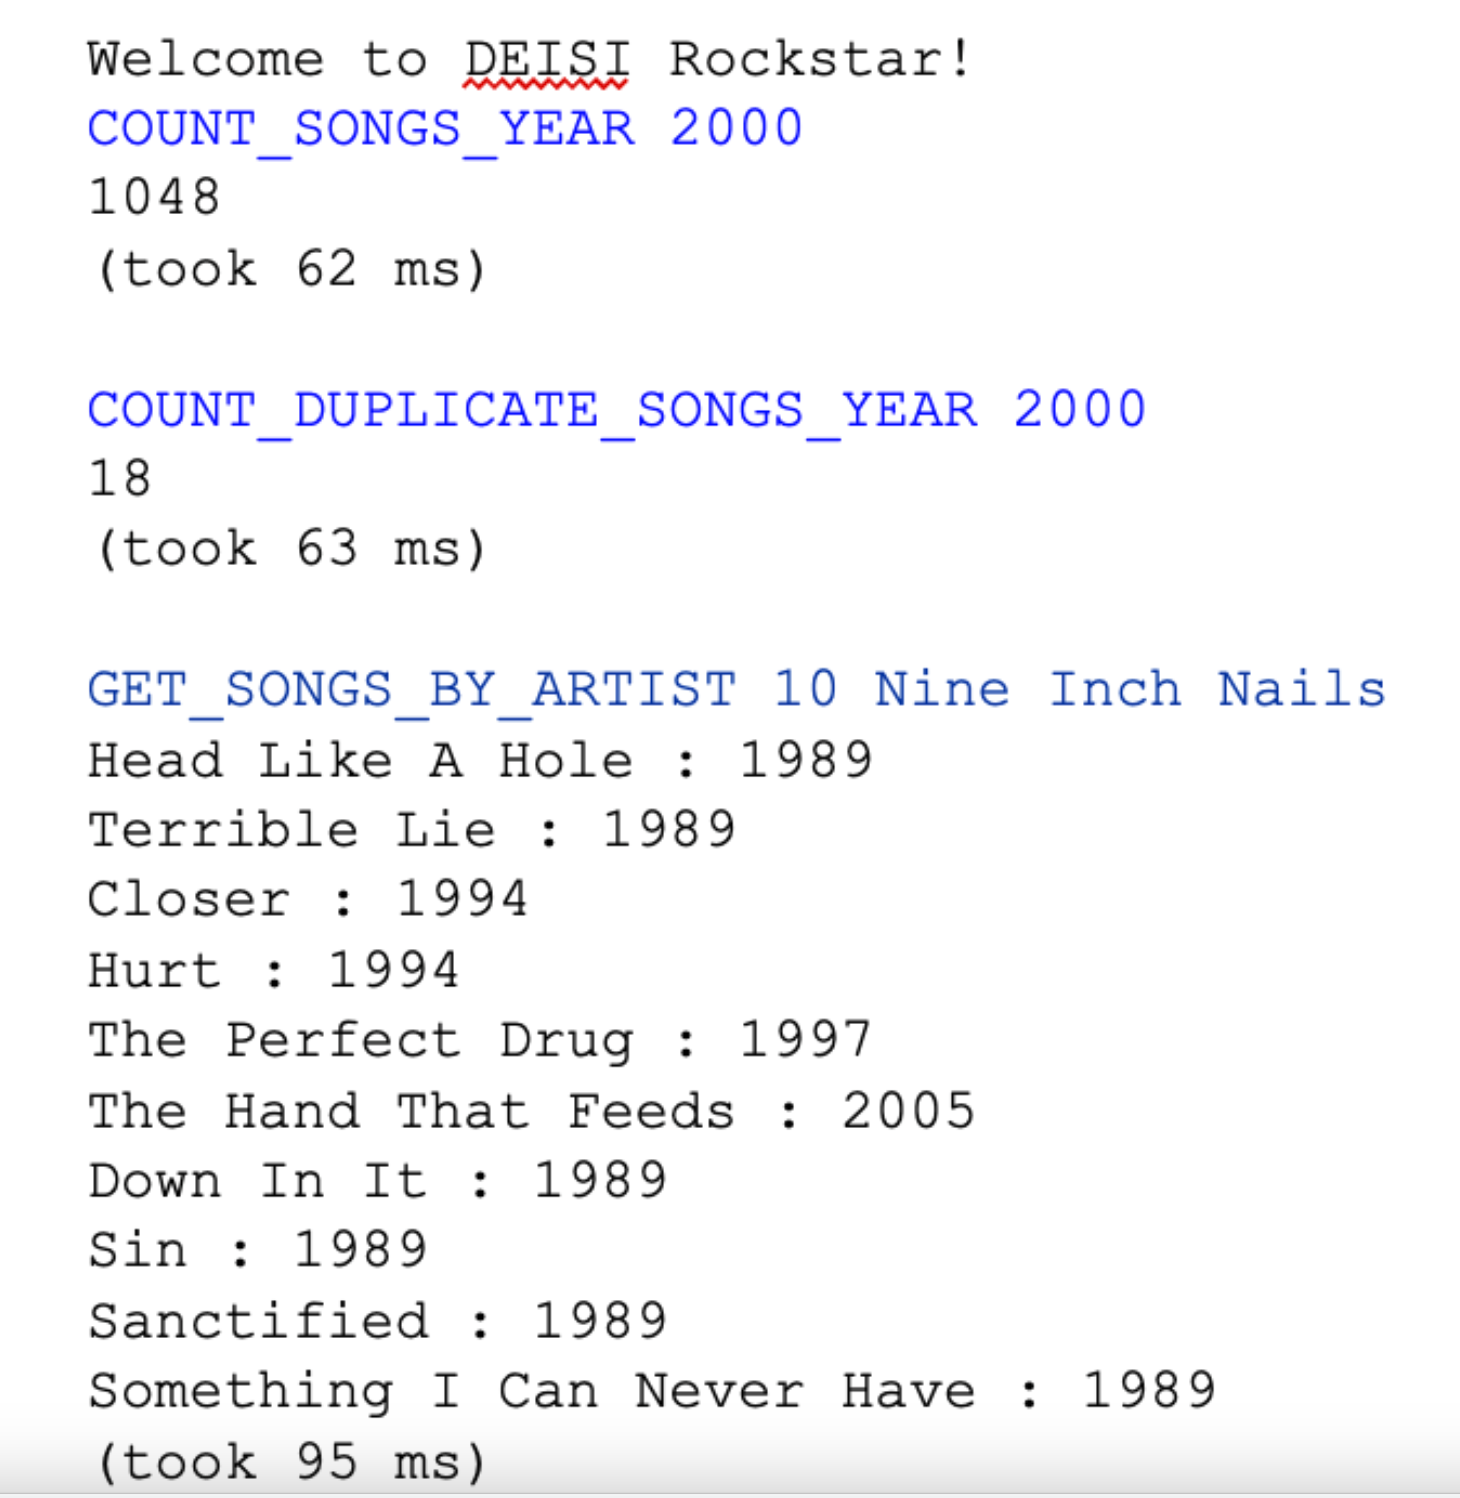 Welcome to DEISI Rockstar!
COUNT_SONGS_YEAR 2000
1048
(took 62 ms)
COUNT_DUPLICATE_SONGS_YEAR 2000
18
(took 63 ms)
GET_SONGS_BY_ARTIST 10 Nine Inch Nails
Head Like A Hole : 1989
Terrible Lie : 1989
Closer : 1994
Hurt : 1994
The Perfect Drug : 1997
The Hand That Feeds : 2005
Down In It : 1989
Sin : 1989
Sanctified : 1989
Something I Can Never Have : 1989
(took 95 ms)